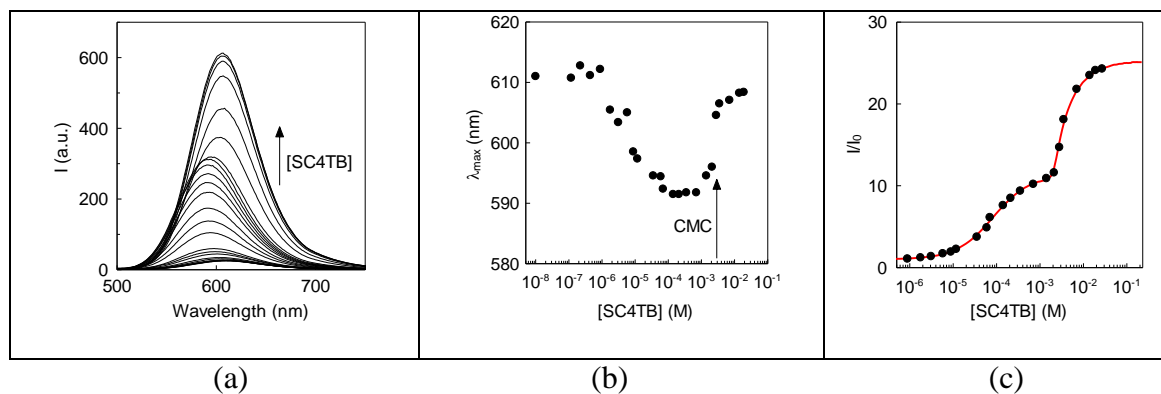 600
400
200
0
I (a.u.)
[SC4TB]
500 600 700
Wavelength (nm)
(a)
620
610
600
590
580
λmax (nm)
CMC
10-8 10-7 10-6 10-5 10-4 10-3 10-2 10-1
[SC4TB] (M)
(b)
30
20
10
0
I/I0
10-6 10-5 10-4 10-3 10-2 10-1
[SC4TB] (M)
(c)